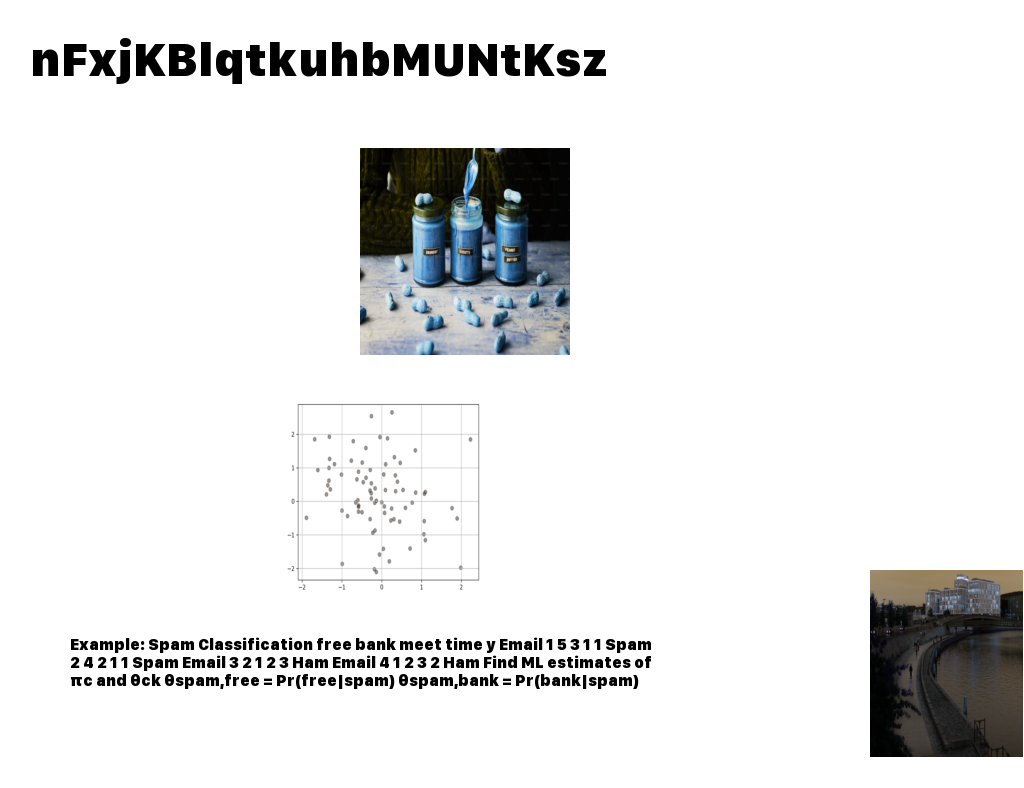 nFxjKBlqtkuhbMUNtKsz
PEANUT
BUTTER
2
1
0
−1
−2
−2 −1 0 1 2
Example: Spam Classification free bank meet time y Email 1 5 3 1 1 Spam
2 4 2 1 1 Spam Email 3 2 1 2 3 Ham Email 4 1 2 3 2 Ham Find ML estimates of
πc and θck θspam,free = Pr(free|spam) θspam,bank = Pr(bank|spam)